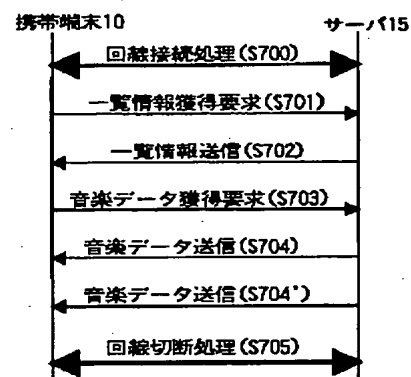 携帯端末10
サーバ15
回線接続処理(S700)
一覧情報獲得要求(S701)
一覧情報送信(S702)
音楽データ獲得要求(S703)
音楽データ送信(S704)
音楽データ送信(S704')
回線切断処理(S705)